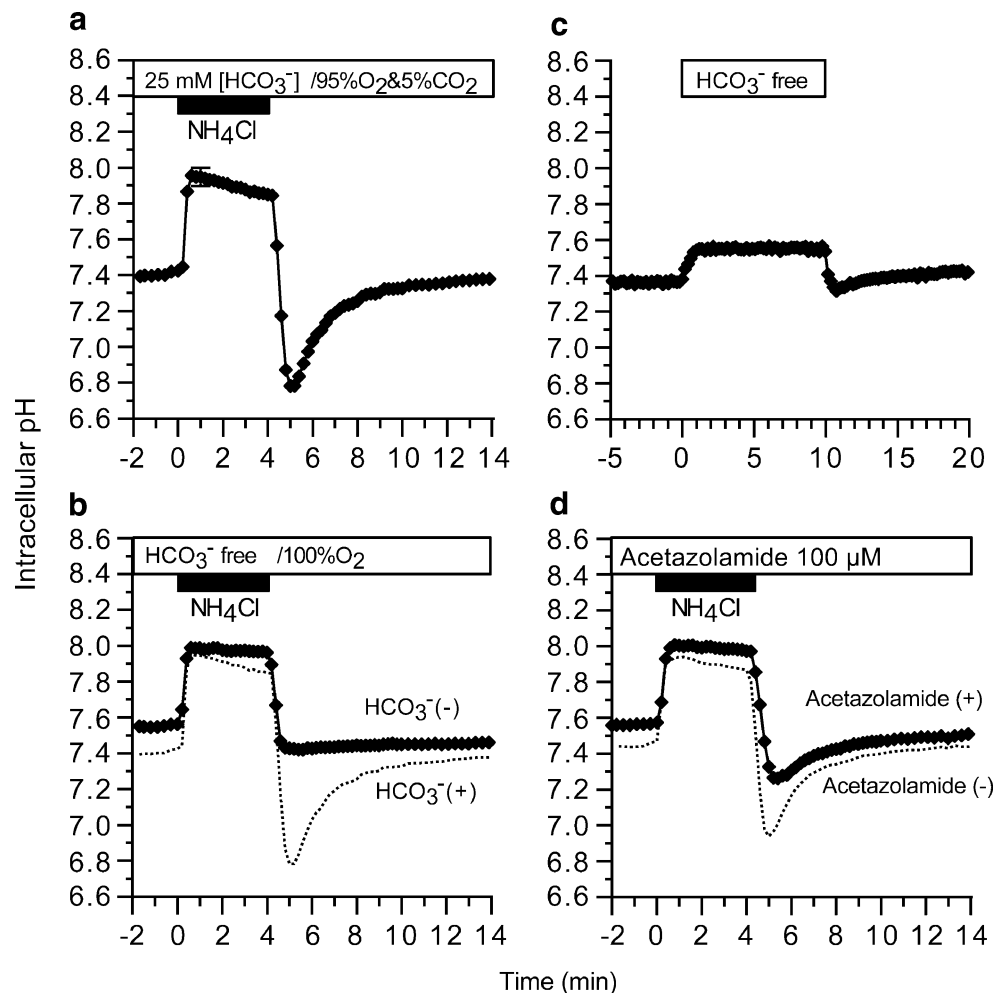 a
8.6
8.4
8.2
8.0
7.8
7.6
7.4
7.2
7.0
6.8
6.6
25 mM [HCO₃⁻] /95%O₂&5%CO₂
NH₄Cl
-2 0 2 4 6 8 10 12 14
c
8.6
8.4
8.2
8.0
7.8
7.6
7.4
7.2
7.0
6.8
6.6
HCO₃⁻ free
-5 0 5 10 15 20
Intracellular pH
b
8.6
8.4
8.2
8.0
7.8
7.6
7.4
7.2
7.0
6.8
6.6
HCO₃⁻ free /100%O₂
NH₄Cl
HCO₃⁻(-)
HCO₃⁻(+)
-2 0 2 4 6 8 10 12 14
d
8.6
8.4
8.2
8.0
7.8
7.6
7.4
7.2
7.0
6.8
6.6
Acetazolamide 100 µM
NH₄Cl
Acetazolamide (+)
Acetazolamide (-)
-2 0 2 4 6 8 10 12 14
Time (min)